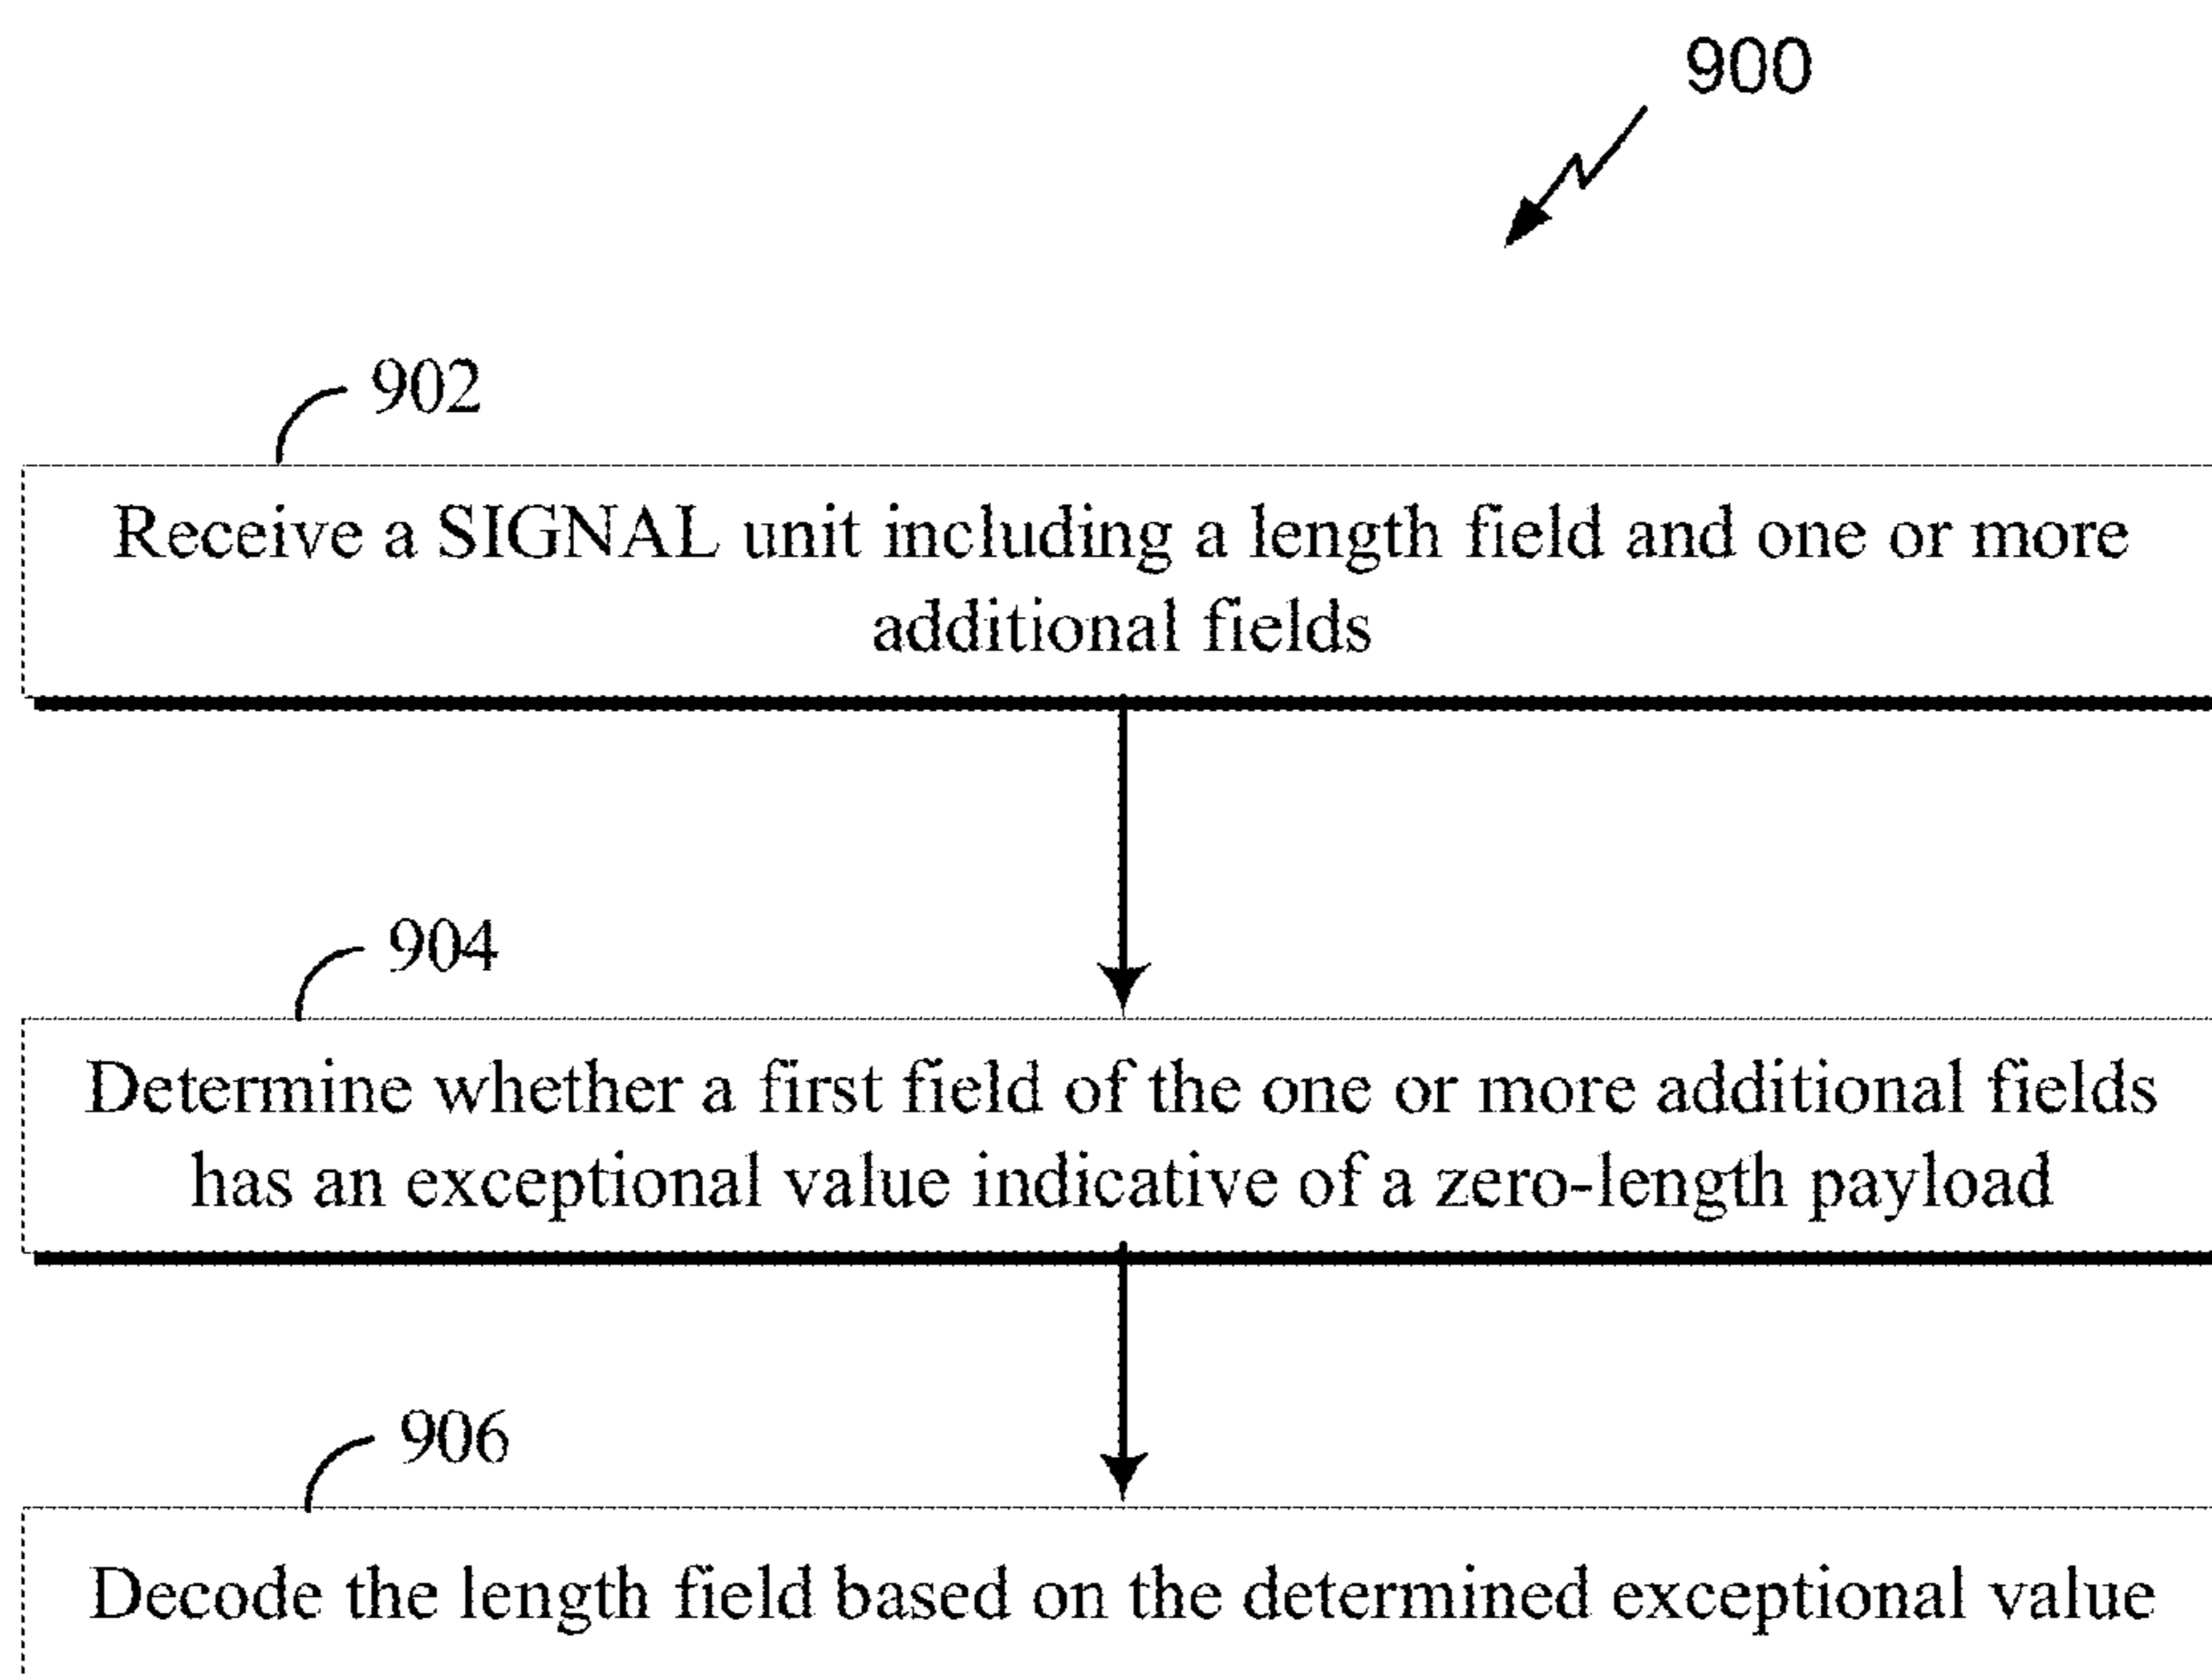 900
902
Receive a SIGNAL unit including a length field and one or more
additional fields
904
Determine whether a first field of the one or more additional fields
has an exceptional value indicative of a zero-length payload
906
Decode the length field based on the determined exceptional value